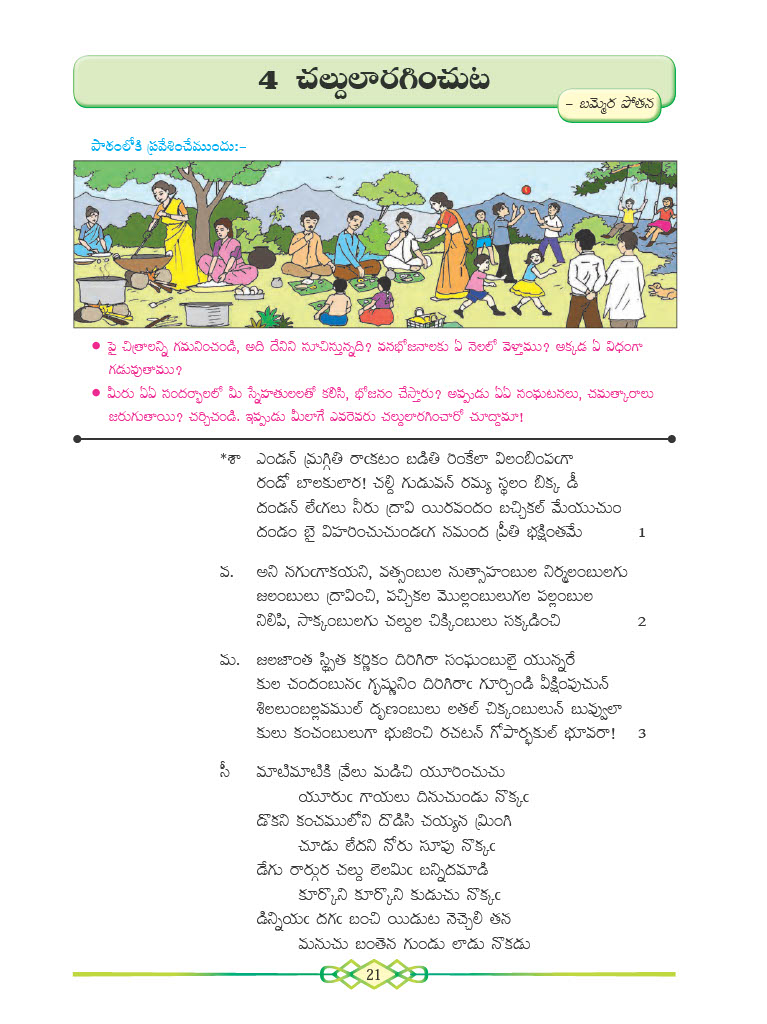 4 చల్దులారగించుట
– బమ్మెర పోతన
పాఠంలోకి ప్రవేశించేముందు:–
● పై చిత్రాలన్ని గమనించండి, అది దేనిని సూచిస్తున్నది? వనభోజనాలకు ఏ నెలలో వెళ్తాము? అక్కడ ఏ విధంగా
గడుపుతాము?
● మీరు ఏఏ సందర్భాలలో మీ స్నేహతులలతో కలిసి, భోజనం చేస్తారు? అప్పుడు ఏఏ సంఘటనలు, చమత్కారాలు
జరుగుతాయి? చర్చించండి. ఇప్పుడు మీలాగే ఎవరెవరు చల్దులారగించారో చూద్దామా!
*శా ఎండన్ మ్రగ్గితి రాఁకటం బడితి రింకేలా విలంబింపఁగా
రండో బాలకులార! చల్ది గుడువన్ రమ్య స్థలం బిక్క డీ
దండన్ లేఁగలు నీరు ద్రావి యిరవందం బచ్చికల్ మేయుచుం
దండం బై విహరించుచుండఁగ నమంద ప్రీతి భక్షింతమే 1
వ. అని నగుఁగాకయని, వత్సంబుల నుత్సాహంబుల నిర్మలంబులగు
జలంబులు ద్రావించి, పచ్చికల మొల్లంబులుగల పల్లంబుల
నిలిపి, సాక్కంబులగు చల్దుల చిక్కింబులు సక్కడించి 2
మ. జలజాంత స్థ్సిత కర్ణికం దిరిగిరా సంఘంబులై యున్నరే
కుల చందంబునఁ గృష్ణునిం దిరిగిరాఁ గూర్చిండి వీక్షింపుచున్
శిలలుంబల్లవముల్ దృణంబులు లతల్ చిక్కంబులున్ బువ్వులా
కులు కంచంబులుగా భుజించి రచటన్ గోపార్భకుల్ భూవరా! 3
సీ మాటిమాటికి వ్రేలు మడిచి యూరించుచు
యూరుఁ గాయలు దినుచుండు నొక్కఁ
డొకని కంచములోని దొడిసి చయ్యన మ్రింగి
చూడు లేదని నోరు సూపు నొక్కఁ
డేగు రార్గుర చల్దు లెలమిఁ బన్నిదమాడి
కూర్కొని కూర్కొని కుడుచు నొక్కఁ
డిన్నియఁ దగఁ బంచి యిడుట నెచ్చెలి తన
మనుచు బంతెన గుండు లాడు నొకడు
21